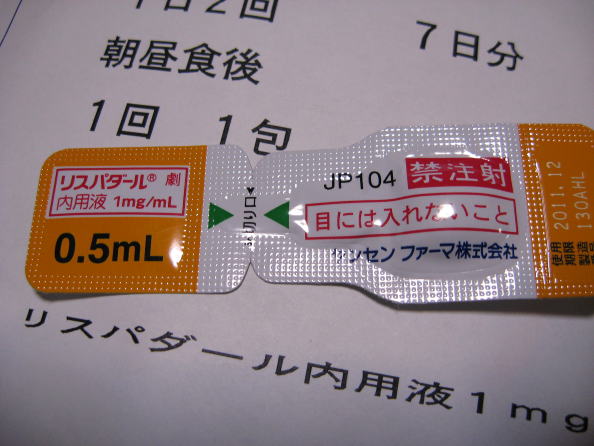 1日2回
7日分
朝昼食後
1回 1包
リスパダール® 劇
内用液 1mg/mL
0.5mL
切り口
JP104 禁注射
目には入れないこと
ヤンセン ファーマ株式会社
使用
期限 2011.12
製造 130AHL
リスパダール内用液1mg